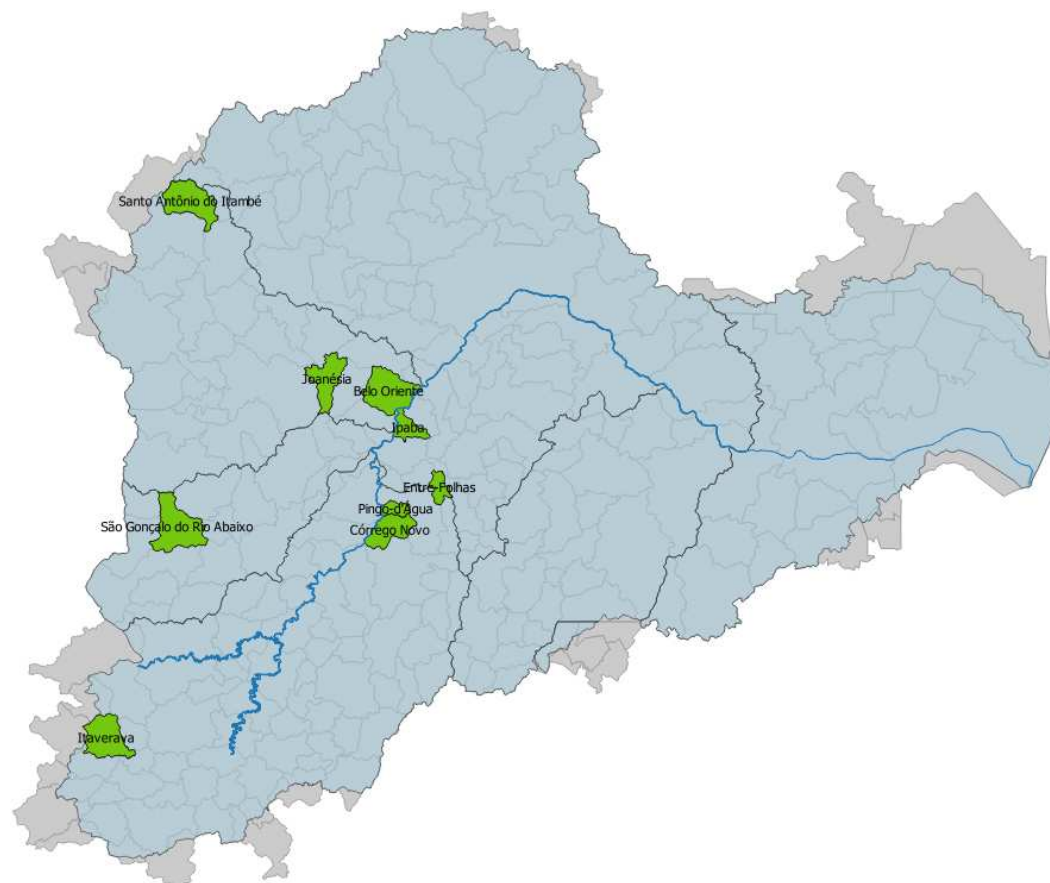 Santo Antônio do Itambé
Joanésia
Belo Oriente
Ipaba
Entre-Folhas
Pingo-d'Água
São Gonçalo do Rio Abaixo
Córrego Novo
Itaverava